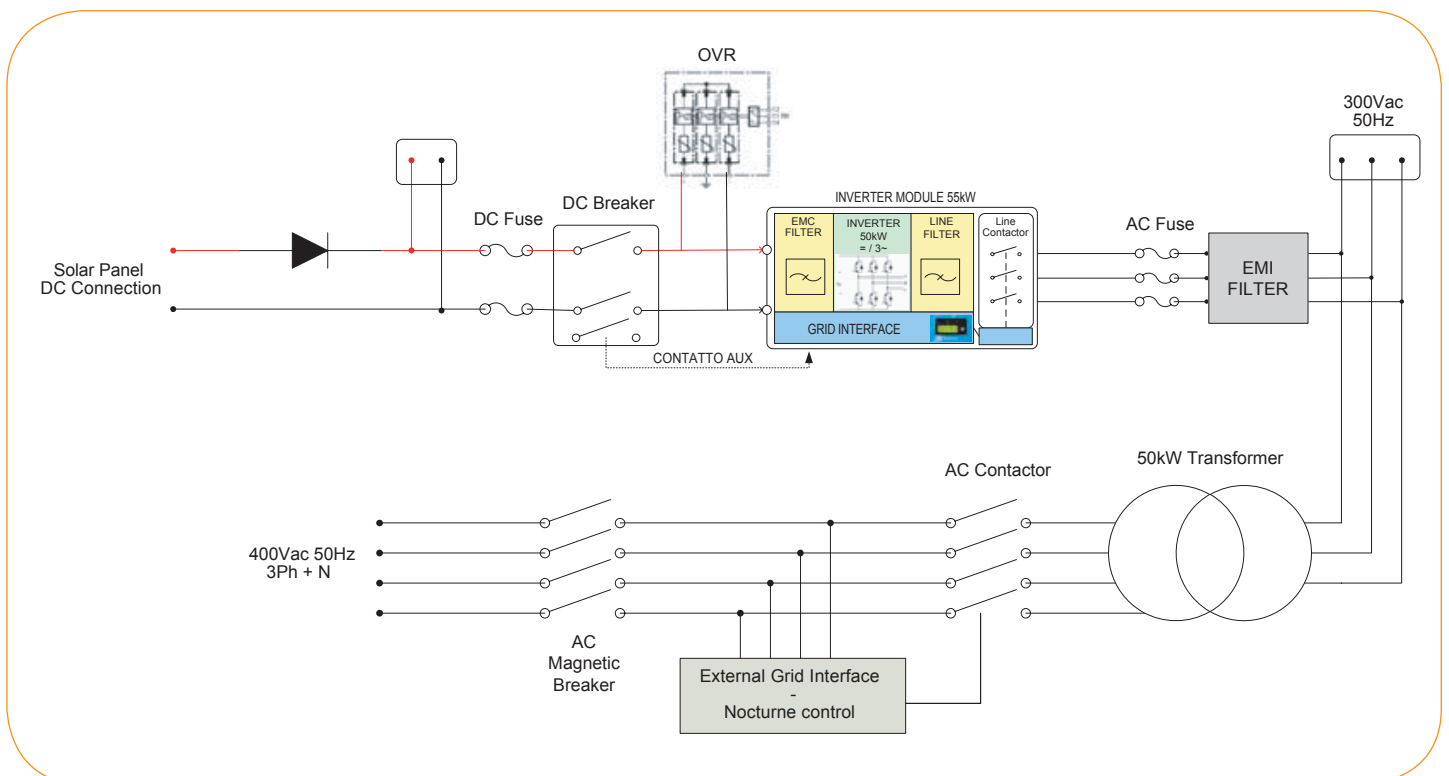 OVR
300Vac
50Hz
DC Fuse
DC Breaker
INVERTER MODULE 55kW
AC Fuse
EMC
FILTER
INVERTER
50kW
= / 3~
LINE
FILTER
Line
Contactor
Solar Panel
DC Connection
EMI
FILTER
GRID INTERFACE
CONTATTO AUX
AC Contactor
50kW Transformer
400Vac 50Hz
3Ph + N
AC
Magnetic
Breaker
External Grid Interface
-
Nocturne control